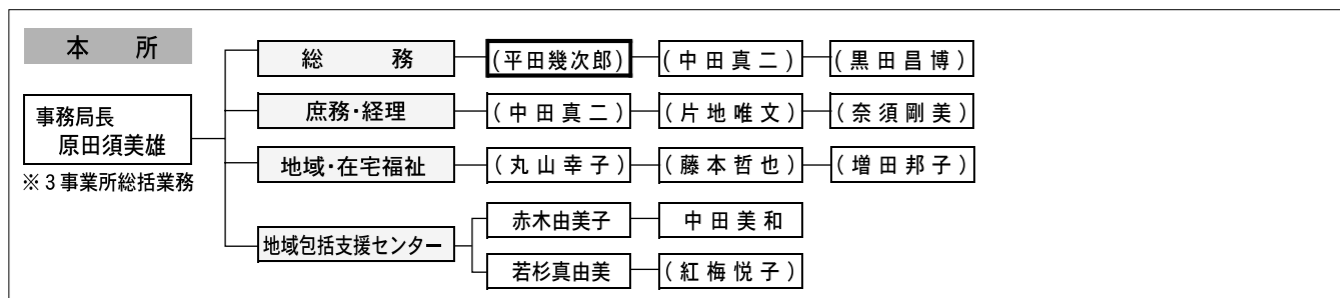 本 所
総 務
(平田幾次郎)
(中田真二)
(黒田昌博)
事務局長
原田須美雄
※3事業所総括業務
庶務・経理
(中田真二)
(片地唯文)
(奈須剛美)
地域・在宅福祉
(丸山幸子)
(藤本哲也)
(増田邦子)
地域包括支援センター
赤木由美子
中田美和
若杉真由美
(紅梅悦子)